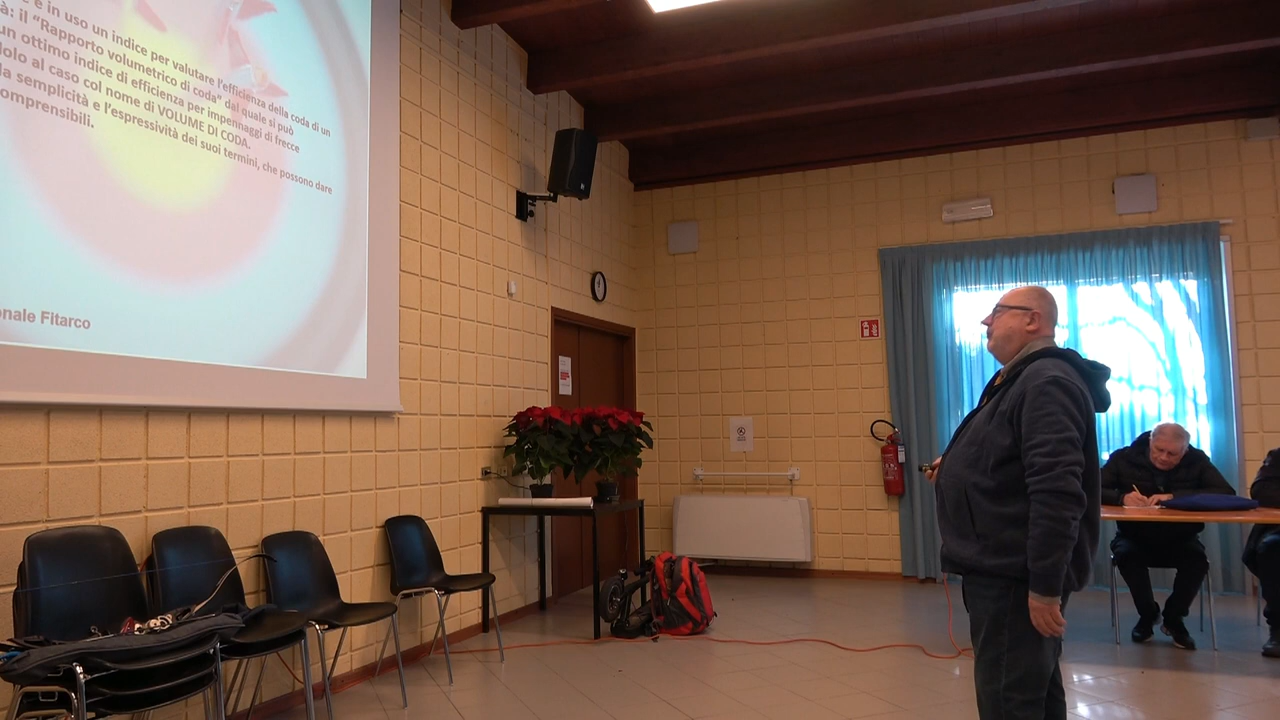 è in uso un indice per valutare l'efficienza della coda di un
à: il "Rapporto volumetrico di coda" dal quale si può
un ottimo indice di efficienza per impennaggi di frecce
dolo al caso col nome di VOLUME DI CODA.
la semplicità e l'espressività dei suoi termini, che possono dare
omprensibili.
onale Fitarco